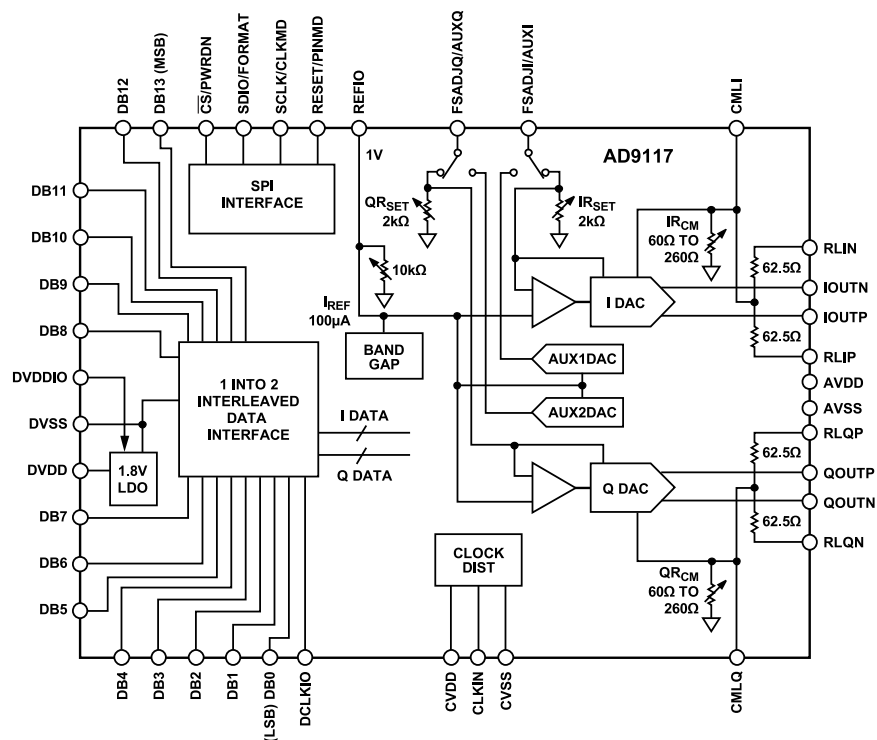 DB12
DB13 (MSB)
CS/PWRDN
SDIO/FORMAT
SCLK/CLKMD
RESET/PINMD
REFIO
FSADJQ/AUXQ
FSADJI/AUXI
CMLI
1V
AD9117
SPI
INTERFACE
DB11
DB10
DB9
DB8
DVDDIO
DVSS
DVDD
DB7
DB6
DB5
QRSET
2kΩ
IRSET
2kΩ
IRCM
60Ω TO
260Ω
10kΩ
IREF
100µA
BAND
GAP
I DAC
62.5Ω
62.5Ω
RLIN
IOUTN
IOUTP
RLIP
AVDD
AVSS
RLQP
QOUTP
QOUTN
RLQN
1 INTO 2
INTERLEAVED
DATA
INTERFACE
I DATA
Q DATA
1.8V
LDO
AUX1DAC
AUX2DAC
Q DAC
62.5Ω
62.5Ω
CLOCK
DIST
QRCM
60Ω TO
260Ω
DB4
DB3
DB2
DB1
(LSB) DB0
DCLKIO
CVDD
CLKIN
CVSS
CMLQ